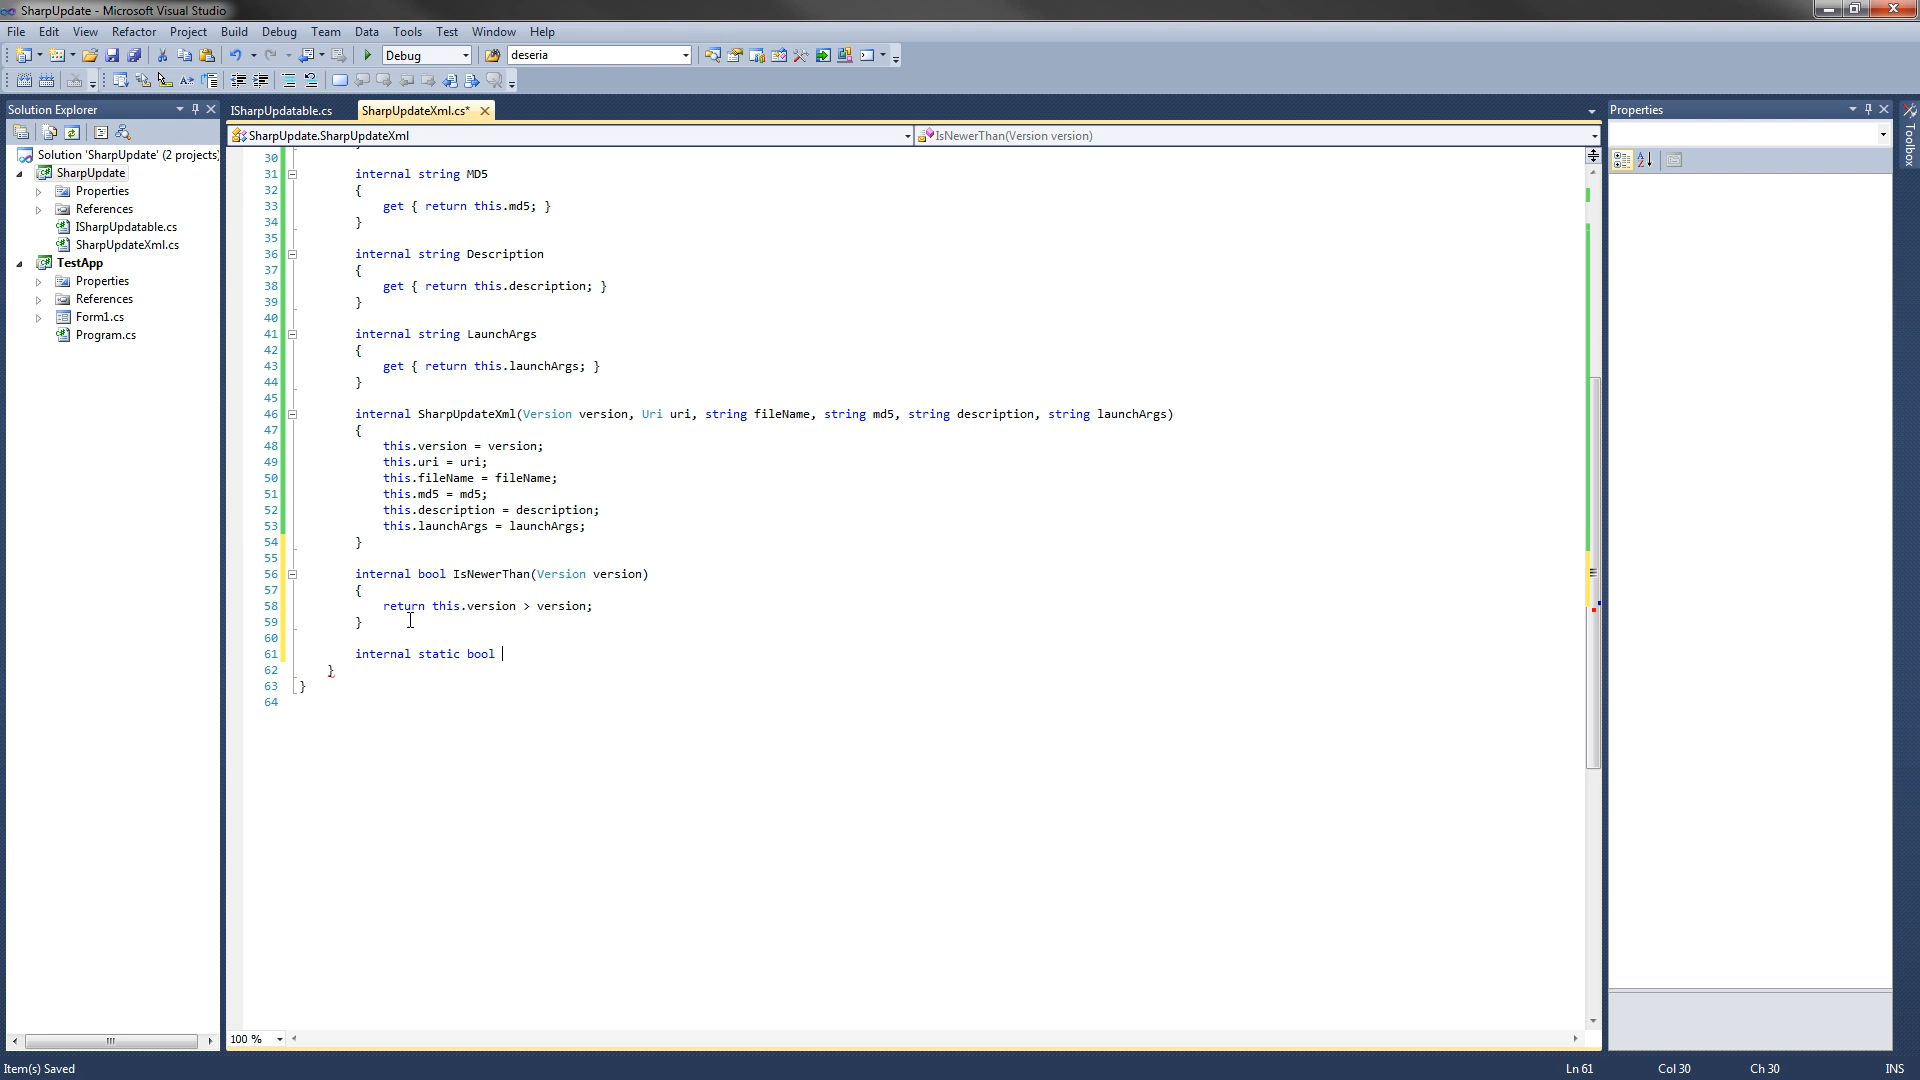 SharpUpdate - Microsoft Visual Studio
File Edit View Refactor Project Build Debug Team Data Tools Test Window Help
Debug deseria
Solution Explorer
ISharpUpdatable.cs SharpUpdateXml.cs*
Properties
Toolbox
SharpUpdate.SharpUpdateXml IsNewerThan(Version version)
Solution 'SharpUpdate' (2 projects)
SharpUpdate
Properties
References
ISharpUpdatable.cs
SharpUpdateXml.cs
TestApp
Properties
References
Form1.cs
Program.cs
30
31 internal string MD5
32 {
33 get { return this.md5; }
34 }
35
36 internal string Description
37 {
38 get { return this.description; }
39 }
40
41 internal string LaunchArgs
42 {
43 get { return this.launchArgs; }
44 }
45
46 internal SharpUpdateXml(Version version, Uri uri, string fileName, string md5, string description, string launchArgs)
47 {
48 this.version = version;
49 this.uri = uri;
50 this.fileName = fileName;
51 this.md5 = md5;
52 this.description = description;
53 this.launchArgs = launchArgs;
54 }
55
56 internal bool IsNewerThan(Version version)
57 {
58 return this.version > version;
59 }
60
61 internal static bool
62 }
63 }
64
100 %
Item(s) Saved Ln 61 Col 30 Ch 30 INS